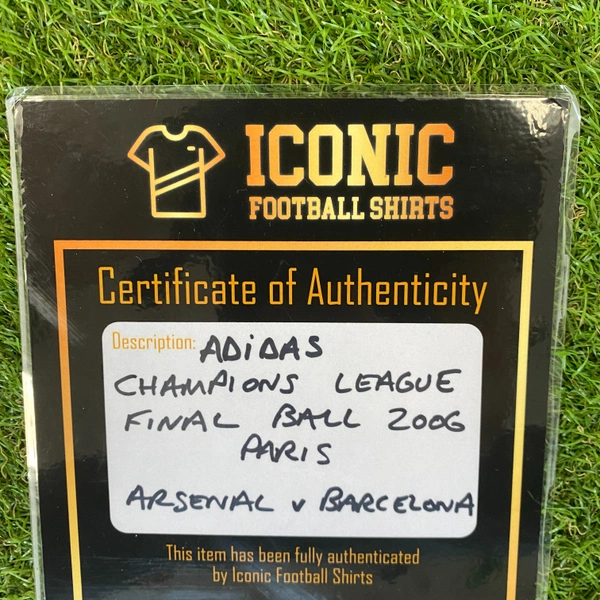 ICONIC
FOOTBALL SHIRTS
Certificate of Authenticity
Description: ADiDAS
CHAMPIONS LEAGUE
FINAL BALL 2006
PARIS
ARSENAL v BARCELONA
This item has been fully authenticated
by Iconic Football Shirts